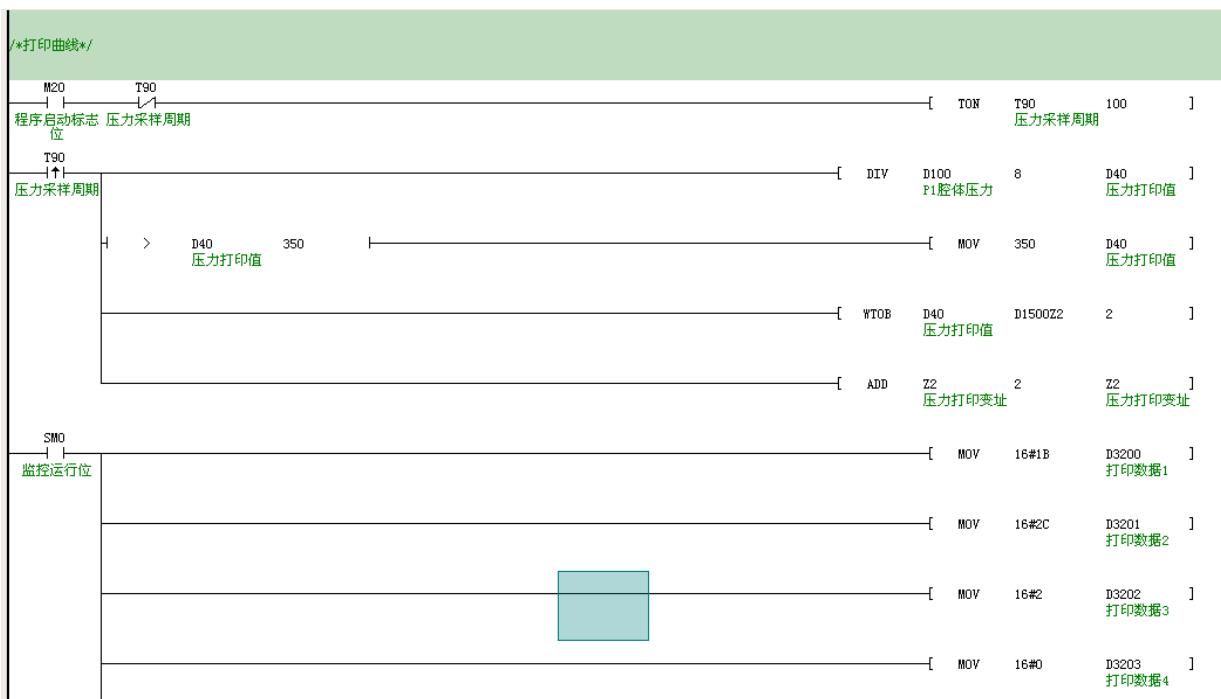 /*打印曲线*/
M20 T90
[ TON T90 100 ]
程序启动标志位 压力采样周期 压力采样周期
T90
[ DIV D100 8 D40 ]
压力采样周期 P1腔体压力 压力打印值
> D40 350 [ MOV 350 D40 ]
压力打印值 压力打印值
[ WTOB D40 D1500Z2 2 ]
压力打印值
[ ADD Z2 2 Z2 ]
压力打印变址 压力打印变址
SM0
[ MOV 16#1B D3200 ]
监控运行位 打印数据1
[ MOV 16#2C D3201 ]
打印数据2
[ MOV 16#2 D3202 ]
打印数据3
[ MOV 16#0 D3203 ]
打印数据4